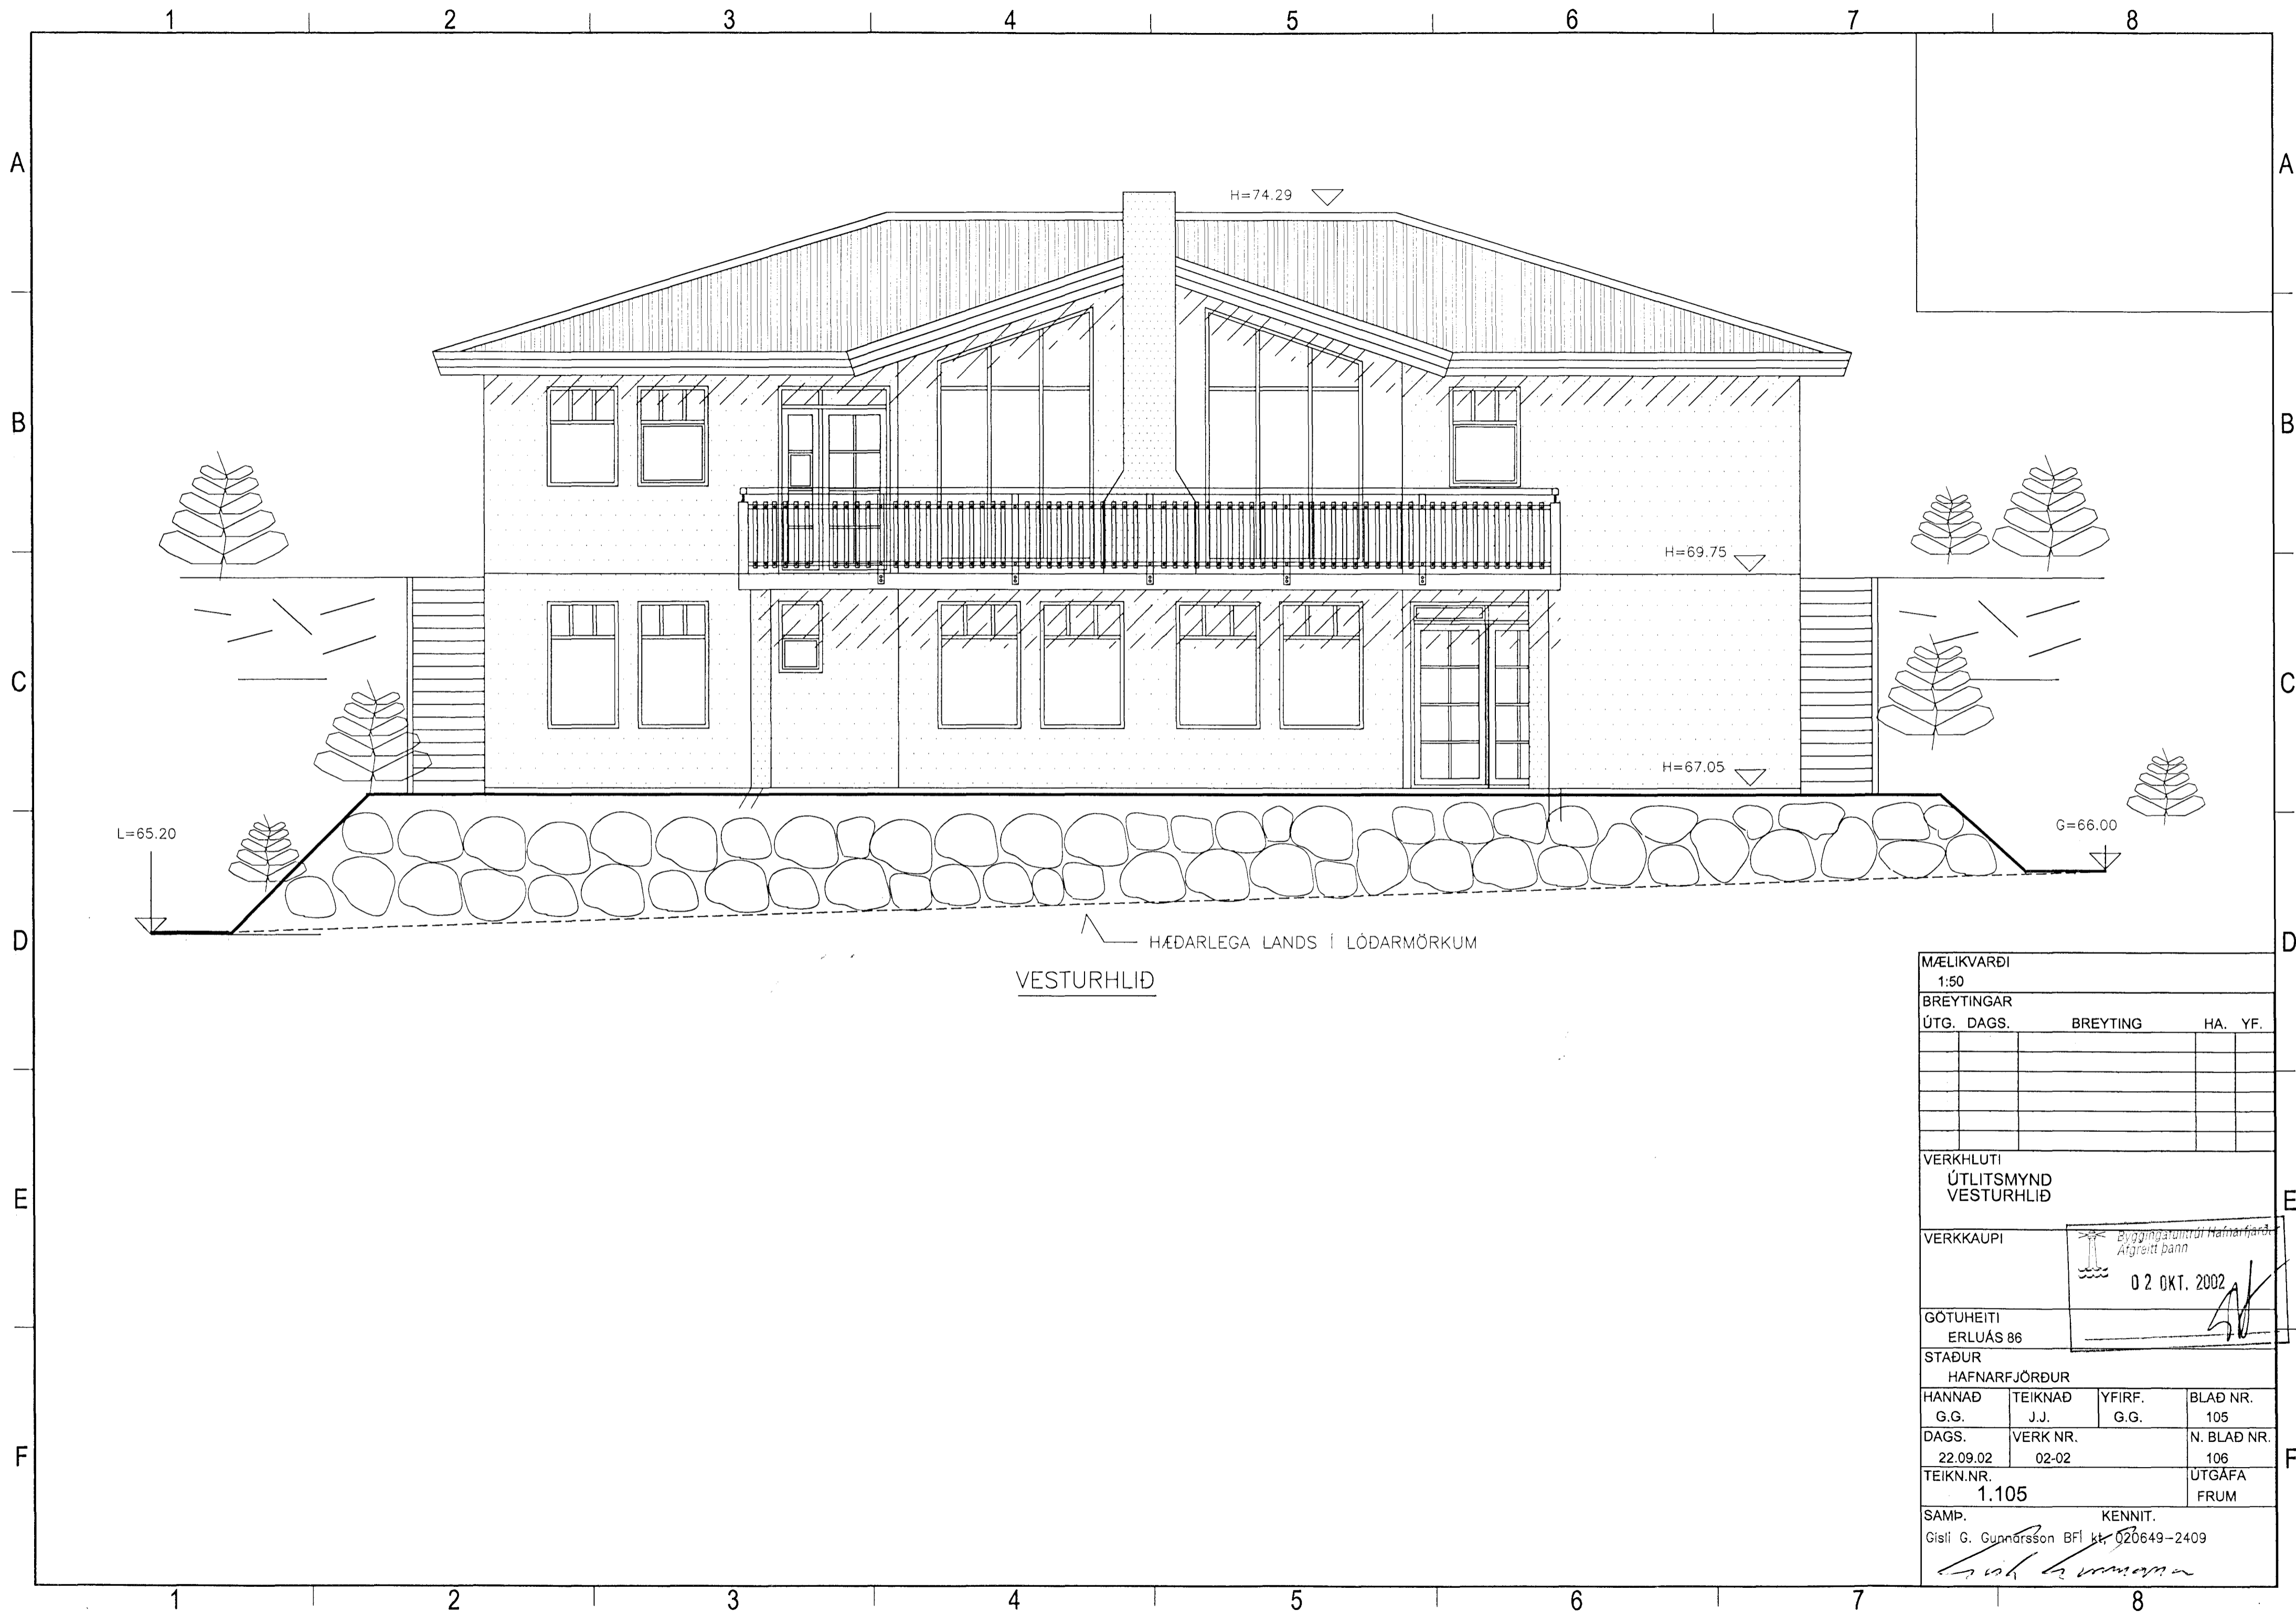 1 2 3 4 5 6 7 8
A A
H=74.29
B B
H=69.75
C C
H=67.05
L=65.20
G=66.00
D D
HÆÐARLEGA LANDS Í LÓÐARMÖRKUM
VESTURHLIÐ
MÆLIKVARÐI
1:50
BREYTINGAR
ÚTG. DAGS. BREYTING HA. YF.
VERKHLUTI
ÚTLITSMYND
VESTURHLIÐ
E E
VERKKAUPI
Byggingafulltrúi Hafnarfjarð
Afgreitt þann
02 OKT. 2002
GÖTUHEITI
ERLUÁS 86
STAÐUR
HAFNARFJÖRÐUR
HANNAÐ TEIKNAÐ YFIRF. BLAÐ NR.
G.G. J.J. G.G. 105
DAGS. VERK NR. N. BLAÐ NR.
22.09.02 02-02 106
F F
TEIKN.NR. ÚTGÁFA
1.105 FRUM
SAMÞ. KENNIT.
Gísli G. Gunnarsson BFÍ kt. 020649-2409
1 2 3 4 5 6 7 8